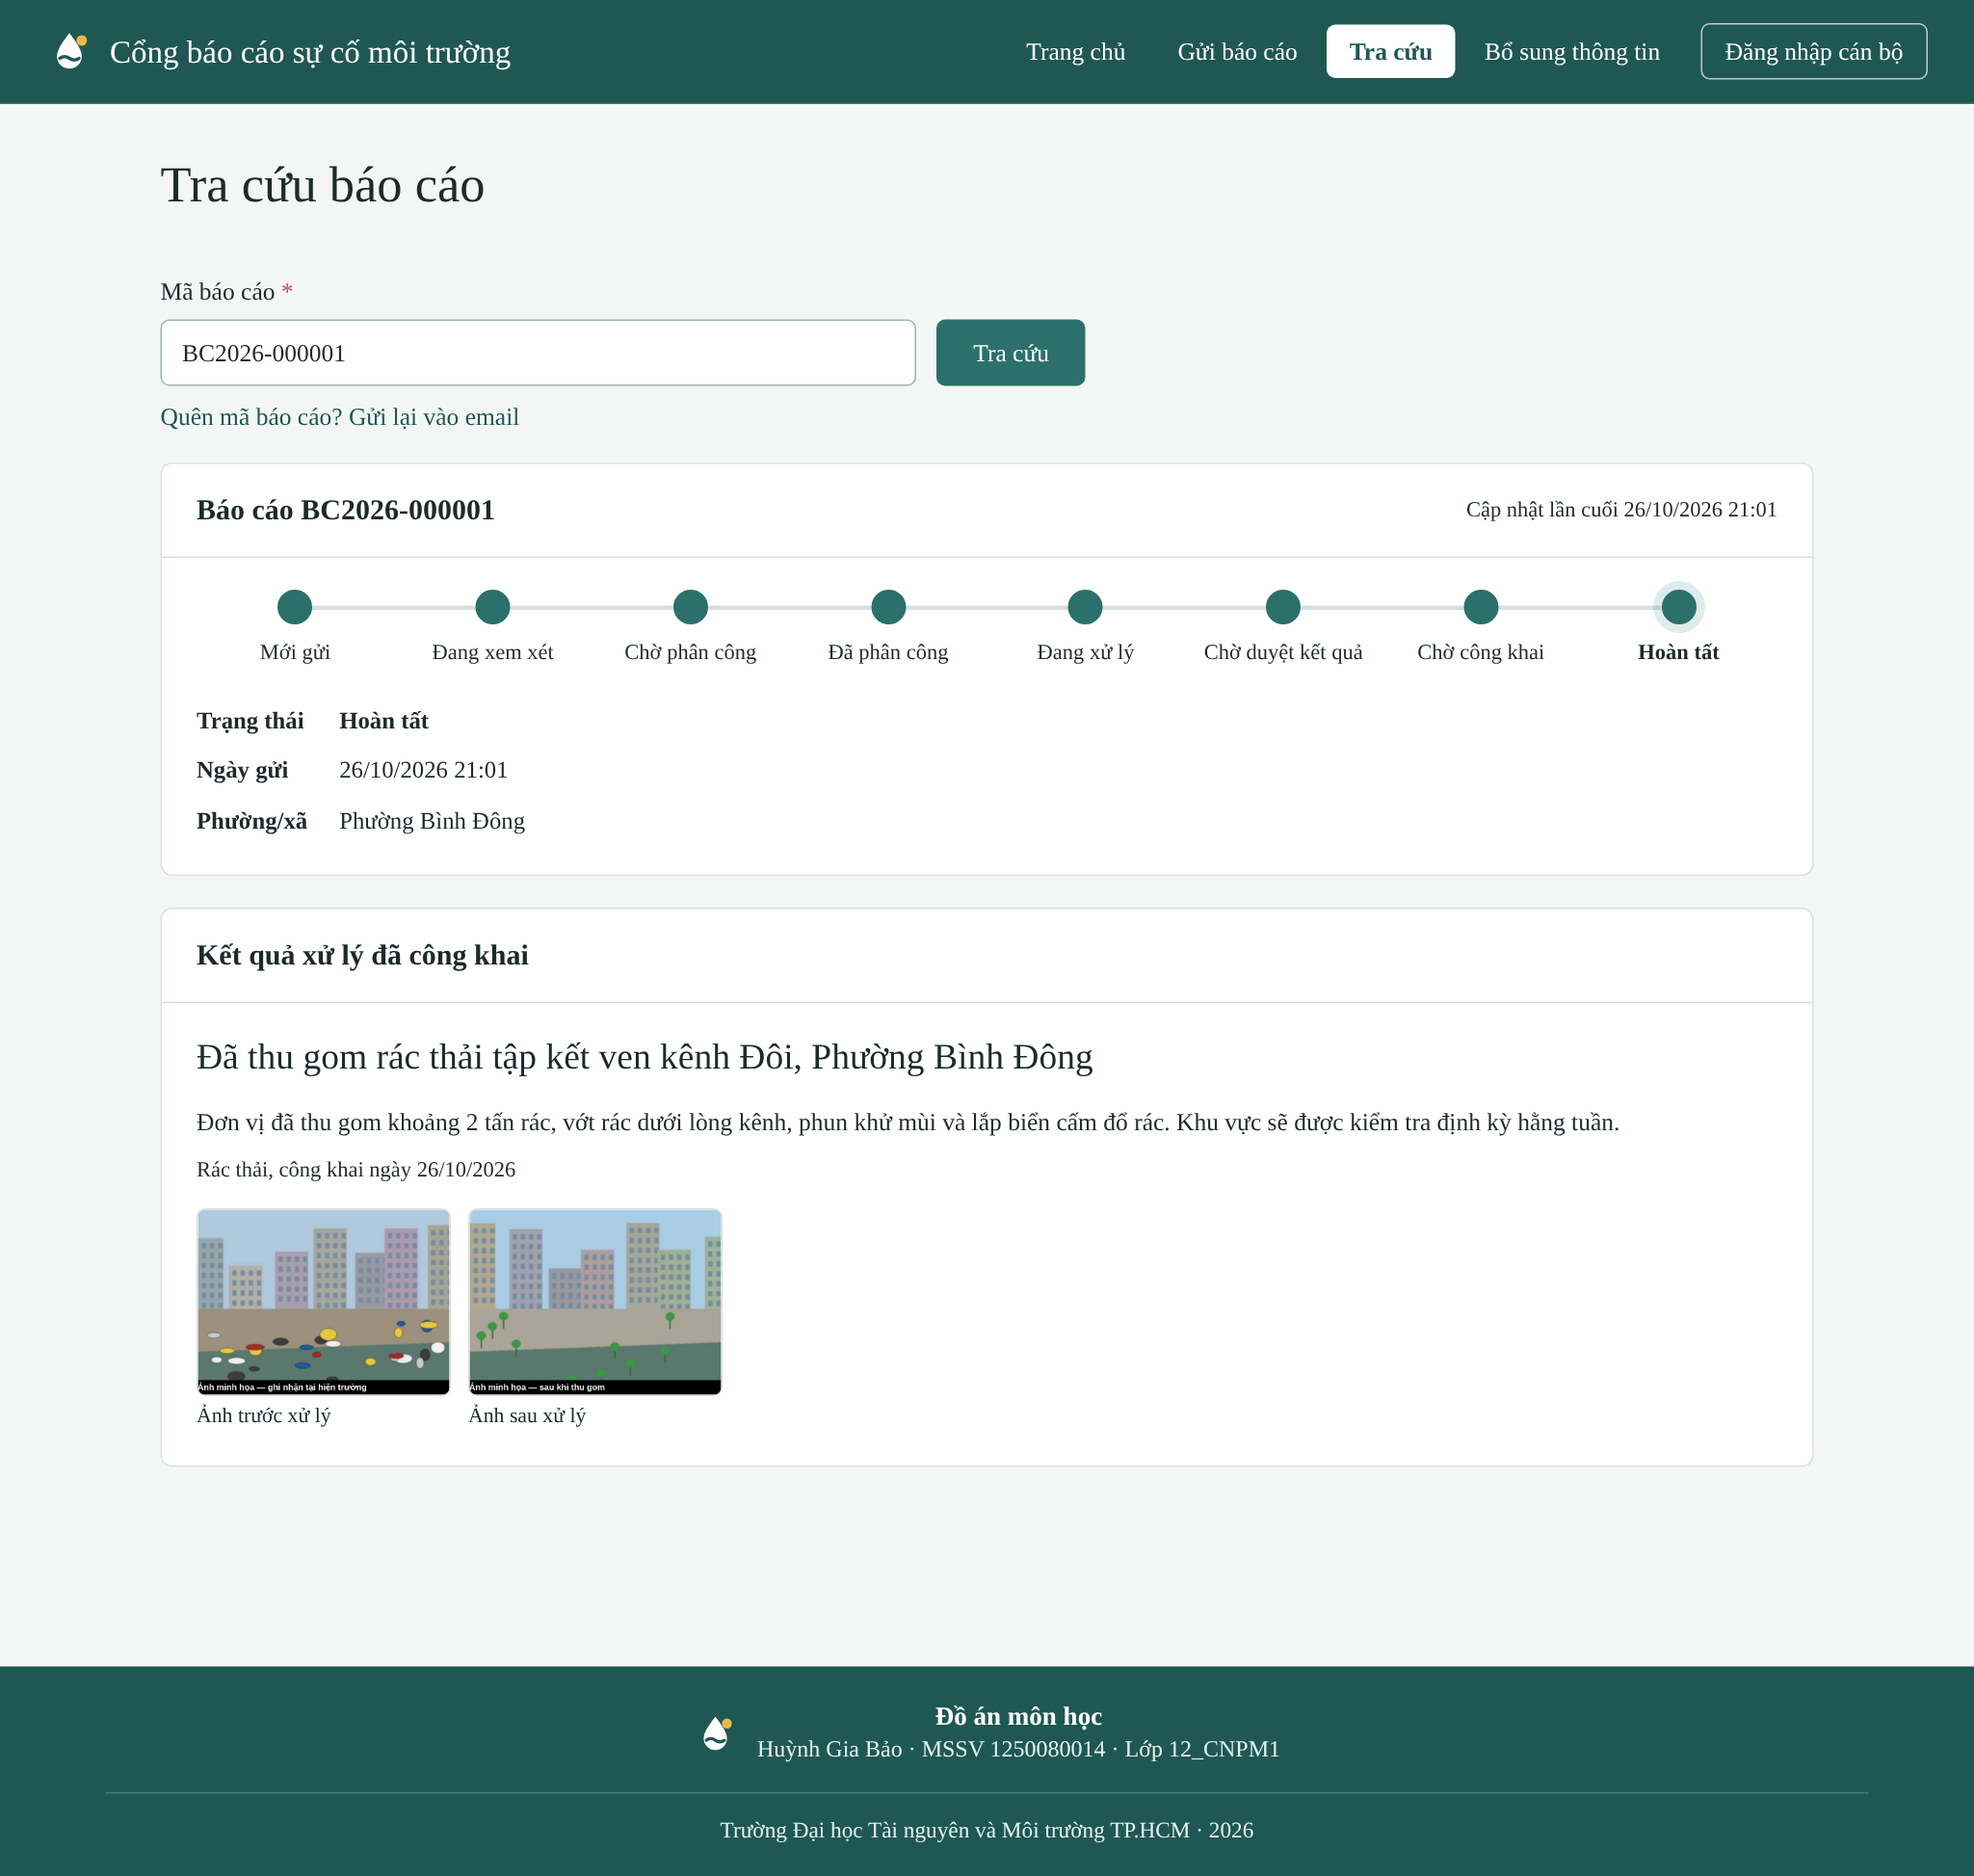 Cổng báo cáo sự cố môi trường
Trang chủ
Gửi báo cáo
Tra cứu
Bổ sung thông tin
Đăng nhập cán bộ
Tra cứu báo cáo
Mã báo cáo *
BC2026-000001
Tra cứu
Quên mã báo cáo? Gửi lại vào email
Báo cáo BC2026-000001
Cập nhật lần cuối 26/10/2026 21:01
Mới gửi
Đang xem xét
Chờ phân công
Đã phân công
Đang xử lý
Chờ duyệt kết quả
Chờ công khai
Hoàn tất
Trạng thái Hoàn tất
Ngày gửi 26/10/2026 21:01
Phường/xã Phường Bình Đông
Kết quả xử lý đã công khai
Đã thu gom rác thải tập kết ven kênh Đôi, Phường Bình Đông
Đơn vị đã thu gom khoảng 2 tấn rác, vớt rác dưới lòng kênh, phun khử mùi và lắp biển cấm đổ rác. Khu vực sẽ được kiểm tra định kỳ hằng tuần.
Rác thải, công khai ngày 26/10/2026
Ảnh minh họa — ghi nhận tại hiện trường
Ảnh minh họa — sau khi thu gom
Ảnh trước xử lý
Ảnh sau xử lý
Đồ án môn học
Huỳnh Gia Bảo · MSSV 1250080014 · Lớp 12_CNPM1
Trường Đại học Tài nguyên và Môi trường TP.HCM · 2026